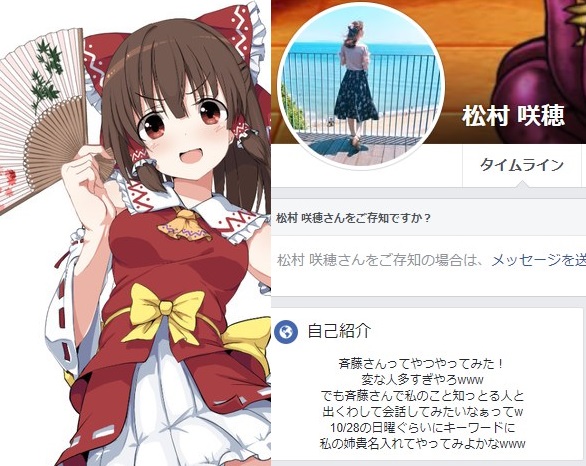 松村 咲穂
タイムライン
松村 咲穂さんをご存知ですか？
松村 咲穂さんをご存知の場合は、メッセージを送
自己紹介
斉藤さんってやつやってみた！
変な人多すぎやろwww
でも斉藤さんで私のこと知っとる人と
出くわして会話してみたいなぁってw
10/28の日曜ぐらいにキーワードに
私の姉貴名入れてやってみよかなwww